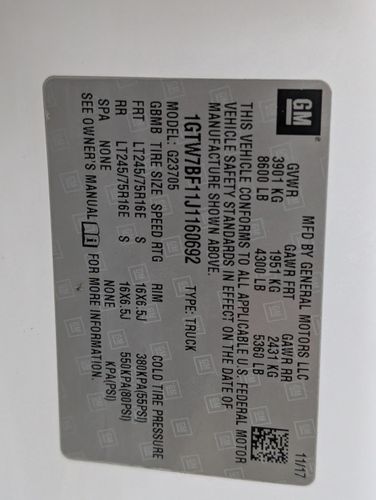 GM
MFD BY GENERAL MOTORS LLC 11/17
GVWR GAWR FRT GAWR RR
3901 KG 1951 KG 2431 KG
8600 LB 4300 LB 5360 LB
THIS VEHICLE CONFORMS TO ALL APPLICABLE U.S. FEDERAL MOTOR
VEHICLE SAFETY STANDARDS IN EFFECT ON THE DATE OF
MANUFACTURE SHOWN ABOVE.
1GTW7BF11J1160692 TYPE: TRUCK
MODEL: G23705
GBMB TIRE SIZE SPEED RTG RIM COLD TIRE PRESSURE
FRT LT245/75R16E S 16X6.5J 380KPA(55PSI)
RR LT245/75R16E S 16X6.5J 550KPA(80PSI)
SPA NONE NONE KPA(PSI)
SEE OWNER'S MANUAL FOR MORE INFORMATION.